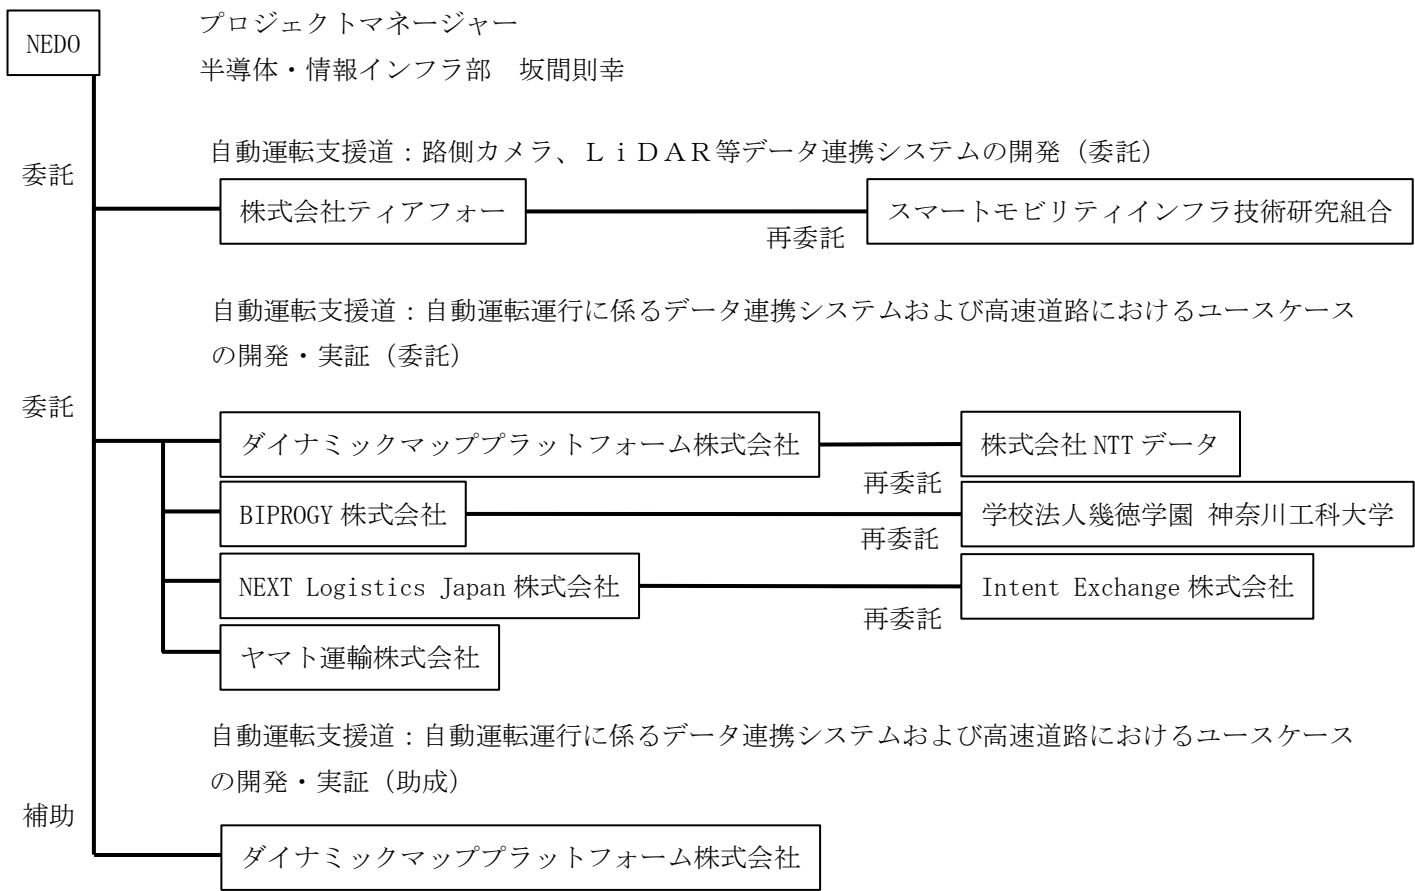 NEDO
プロジェクトマネージャー
半導体・情報インフラ部　坂間則幸
自動運転支援道：路側カメラ、ＬｉＤＡＲ等データ連携システムの開発（委託）
委託
株式会社ティアフォー
再委託
スマートモビリティインフラ技術研究組合
自動運転支援道：自動運転運行に係るデータ連携システムおよび高速道路におけるユースケース
の開発・実証（委託）
委託
ダイナミックマッププラットフォーム株式会社
再委託
株式会社 NTT データ
BIPROGY 株式会社
再委託
学校法人幾徳学園 神奈川工科大学
NEXT Logistics Japan 株式会社
再委託
Intent Exchange 株式会社
ヤマト運輸株式会社
自動運転支援道：自動運転運行に係るデータ連携システムおよび高速道路におけるユースケース
の開発・実証（助成）
補助
ダイナミックマッププラットフォーム株式会社